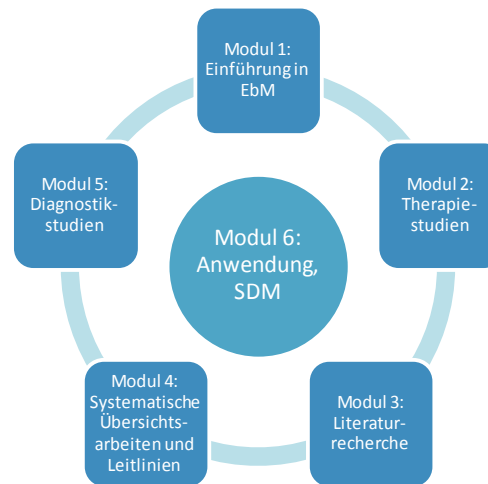 Modul 1:
Einführung in
EbM
Modul 2:
Therapie-
studien
Modul 3:
Literatur-
recherche
Modul 4:
Systematische
Übersichts-
arbeiten und
Leitlinien
Modul 5:
Diagnostik-
studien
Modul 6:
Anwendung,
SDM